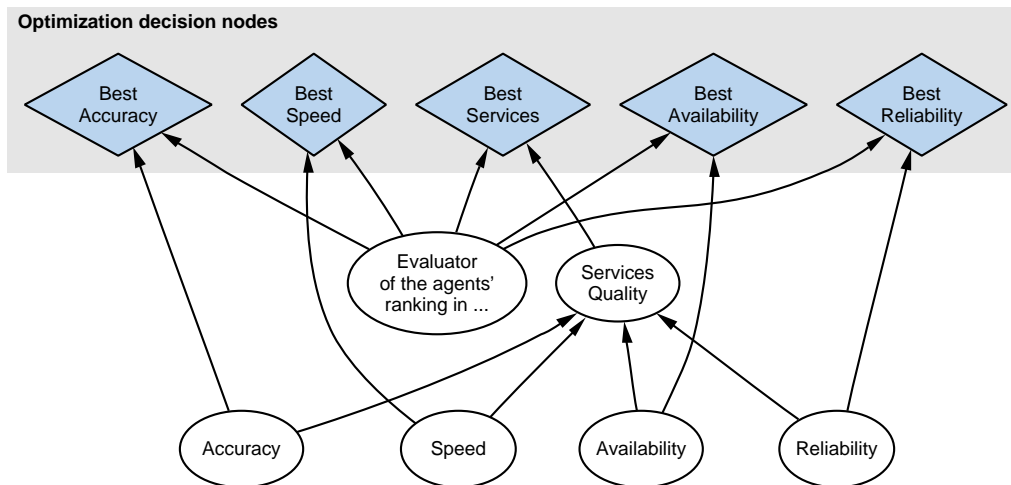 Optimization decision nodes
Best
Accuracy
Best
Speed
Best
Services
Best
Availability
Best
Reliability
Evaluator
of the agents’
ranking in ...
Services
Quality
Accuracy
Speed
Availability
Reliability